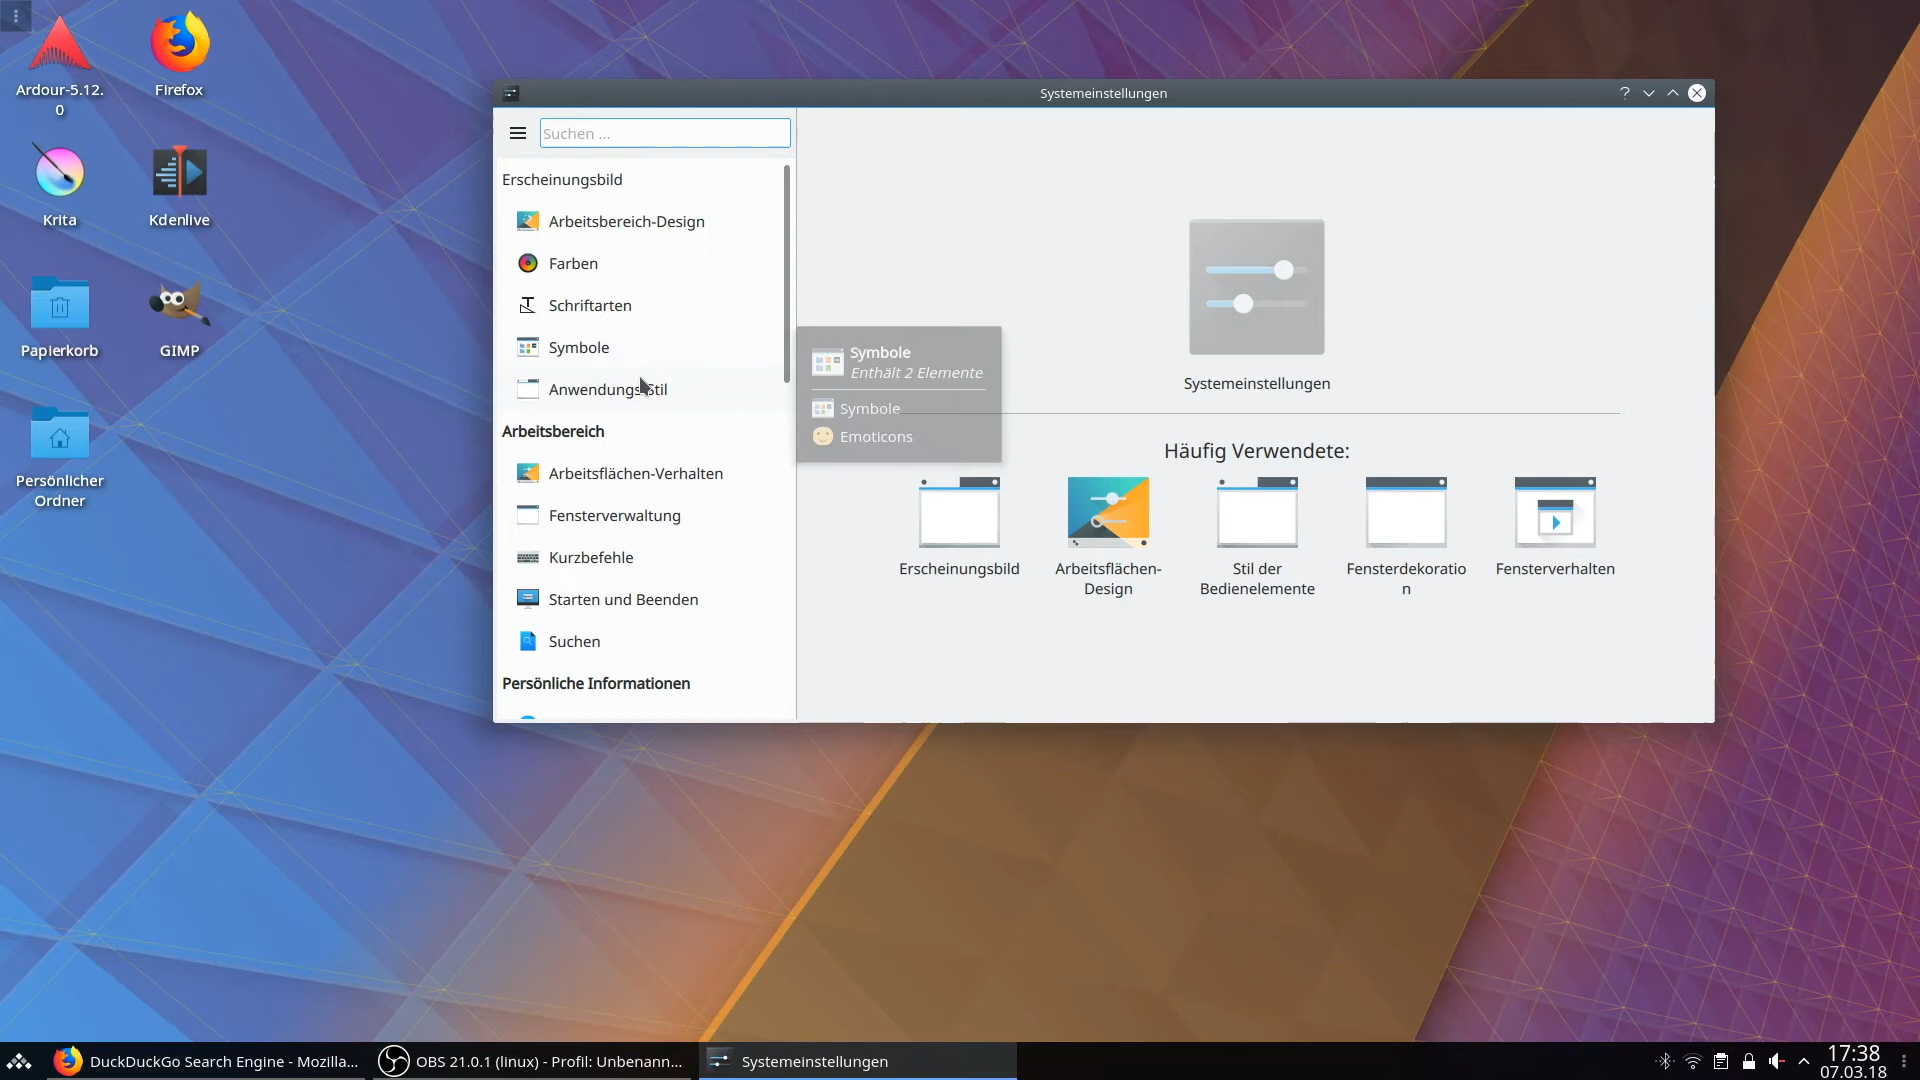 Ardour-5.12.
0
Firefox
Krita
Kdenlive
Papierkorb
GIMP
Persönlicher
Ordner
Systemeinstellungen
Suchen ...
Erscheinungsbild
Arbeitsbereich-Design
Farben
Schriftarten
Symbole
Anwendungs-Stil
Arbeitsbereich
Arbeitsflächen-Verhalten
Fensterverwaltung
Kurzbefehle
Starten und Beenden
Suchen
Persönliche Informationen
Symbole
Enthält 2 Elemente
Symbole
Emoticons
Systemeinstellungen
Häufig Verwendete:
Erscheinungsbild
Arbeitsflächen-
Design
Stil der
Bedienelemente
Fensterdekoratio
n
Fensterverhalten
DuckDuckGo Search Engine - Mozilla...
OBS 21.0.1 (linux) - Profil: Unbenann...
Systemeinstellungen
17:38
07.03.18